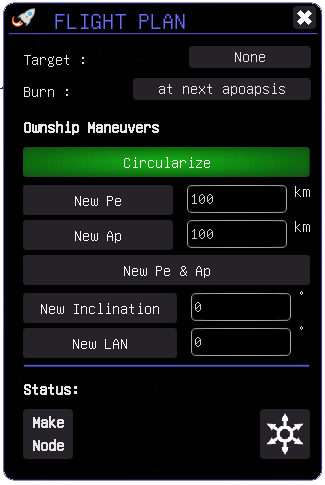 FLIGHT PLAN
Target : None
Burn : at next apoapsis
Ownship Maneuvers
Circularize
New Pe 100 km
New Ap 100 km
New Pe & Ap
New Inclination 0 °
New LAN 0 °
Status:
Make
Node